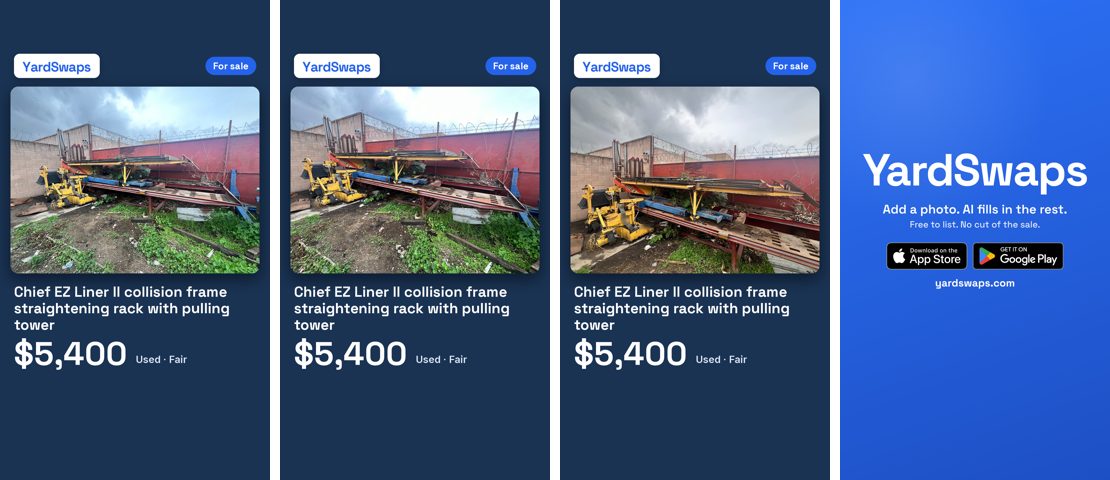 YardSwaps
For sale
Chief EZ Liner II collision frame
straightening rack with pulling
tower
$5,400 Used · Fair
YardSwaps
For sale
Chief EZ Liner II collision frame
straightening rack with pulling
tower
$5,400 Used · Fair
YardSwaps
For sale
Chief EZ Liner II collision frame
straightening rack with pulling
tower
$5,400 Used · Fair
YardSwaps
Add a photo. AI fills in the rest.
Free to list. No cut of the sale.
Download on the
App Store
GET IT ON
Google Play
yardswaps.com